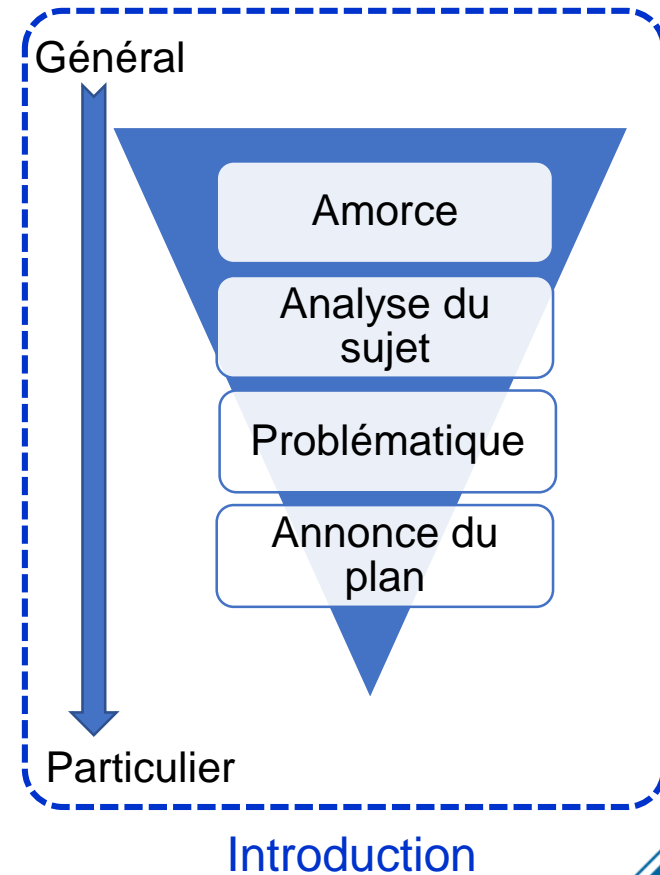 Général
Amorce
Analyse du
sujet
Problématique
Annonce du
plan
Particulier
Introduction